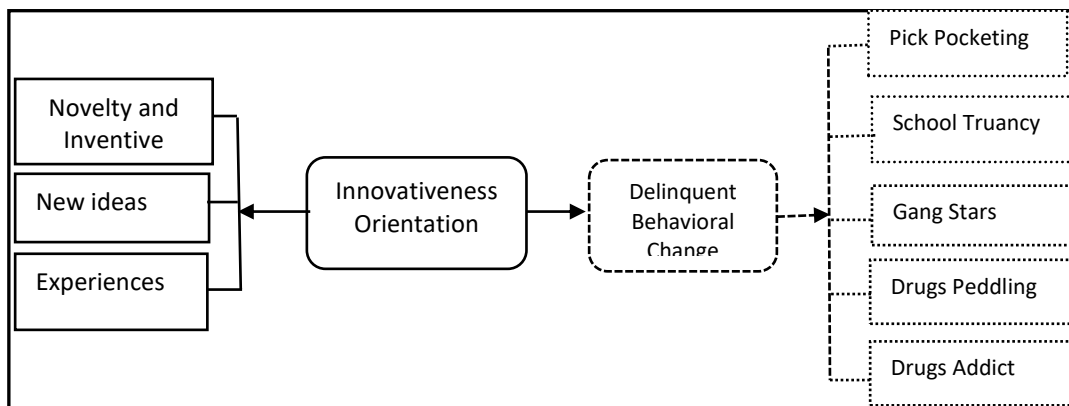 Novelty and
Inventive
New ideas
Experiences
Innovativeness
Orientation
Delinquent
Behavioral
Change
Pick Pocketing
School Truancy
Gang Stars
Drugs Peddling
Drugs Addict